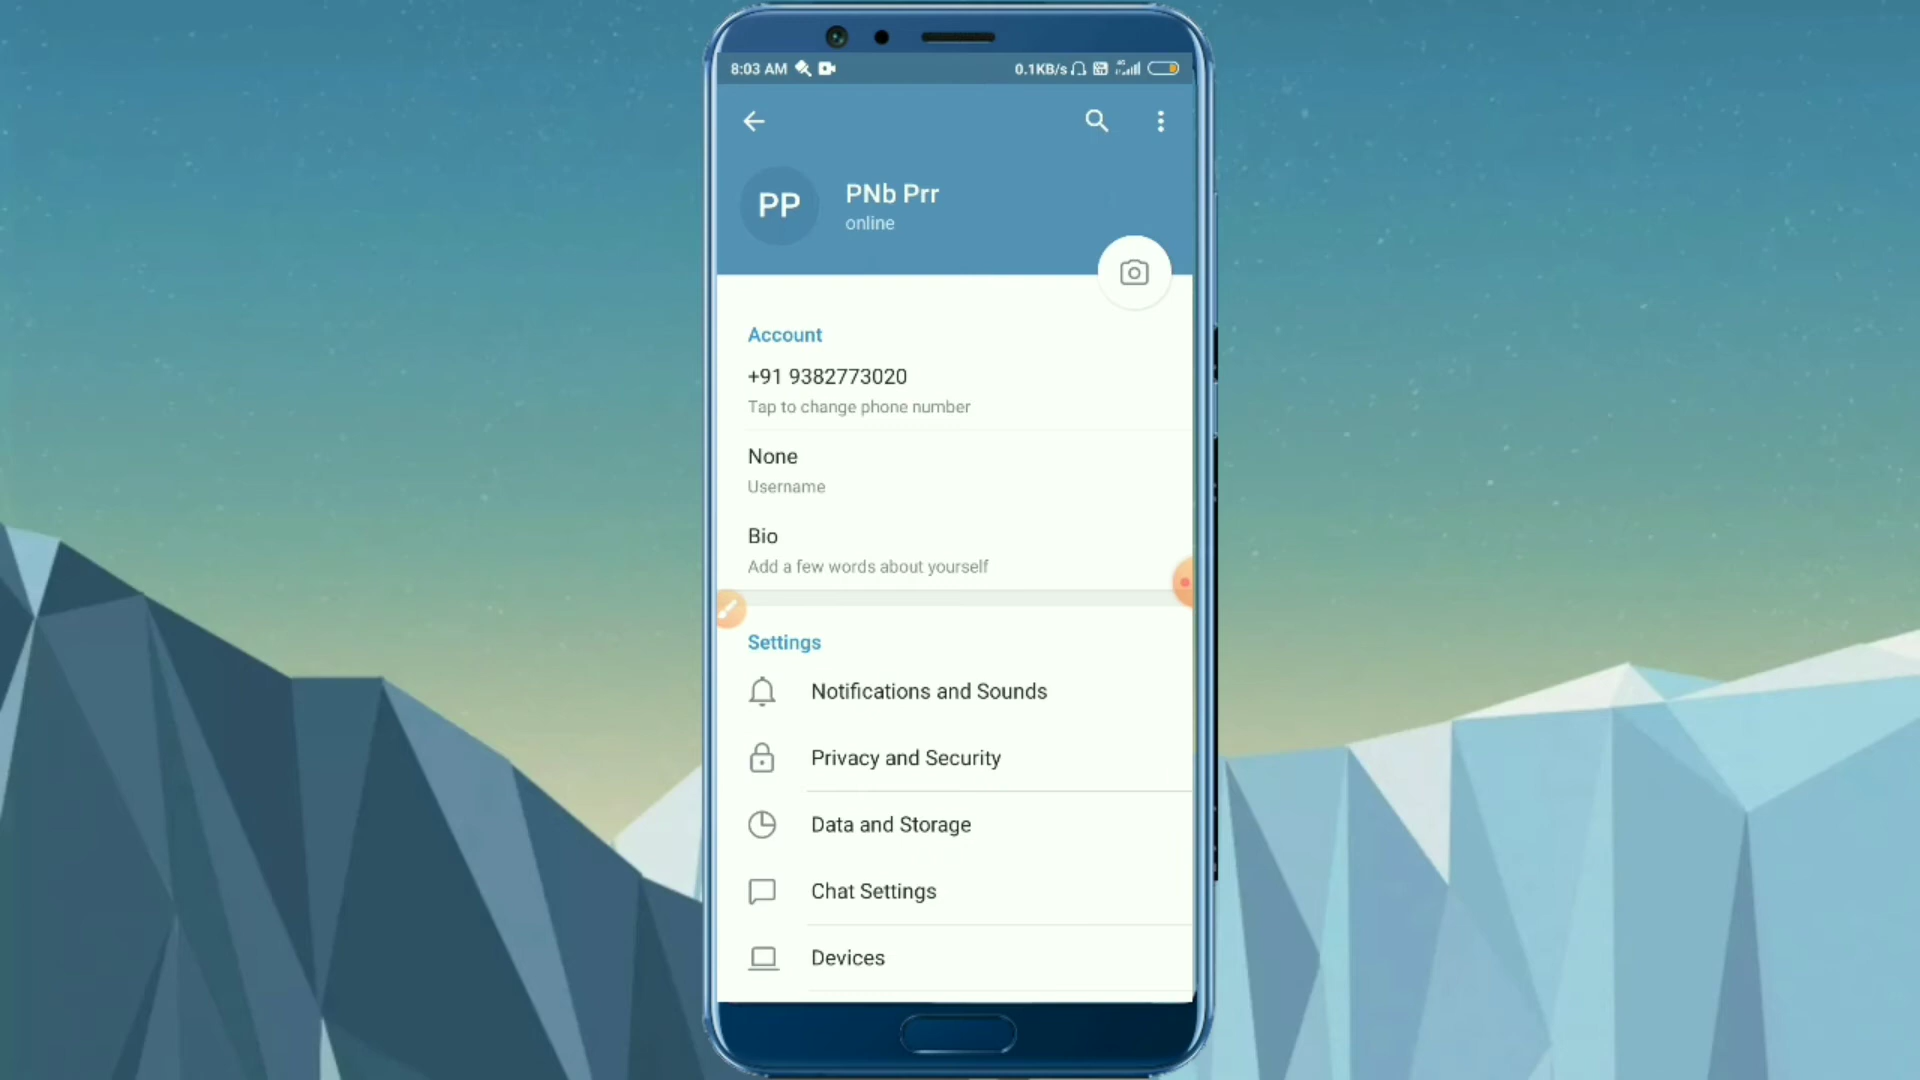 8:03 AM 0.1KB/s 4G
PP
PNb Prr
online
Account
+91 9382773020
Tap to change phone number
None
Username
Bio
Add a few words about yourself
Settings
Notifications and Sounds
Privacy and Security
Data and Storage
Chat Settings
Devices